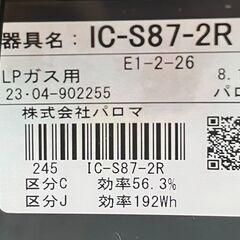 器具名:IC-S87-2R
E1-2-26
LPガス用
8.
23·04-902255
パロ
株式会社パロマ
245 IC-S87-2R
区分C 効率56.3%
区分J 効率192Wh